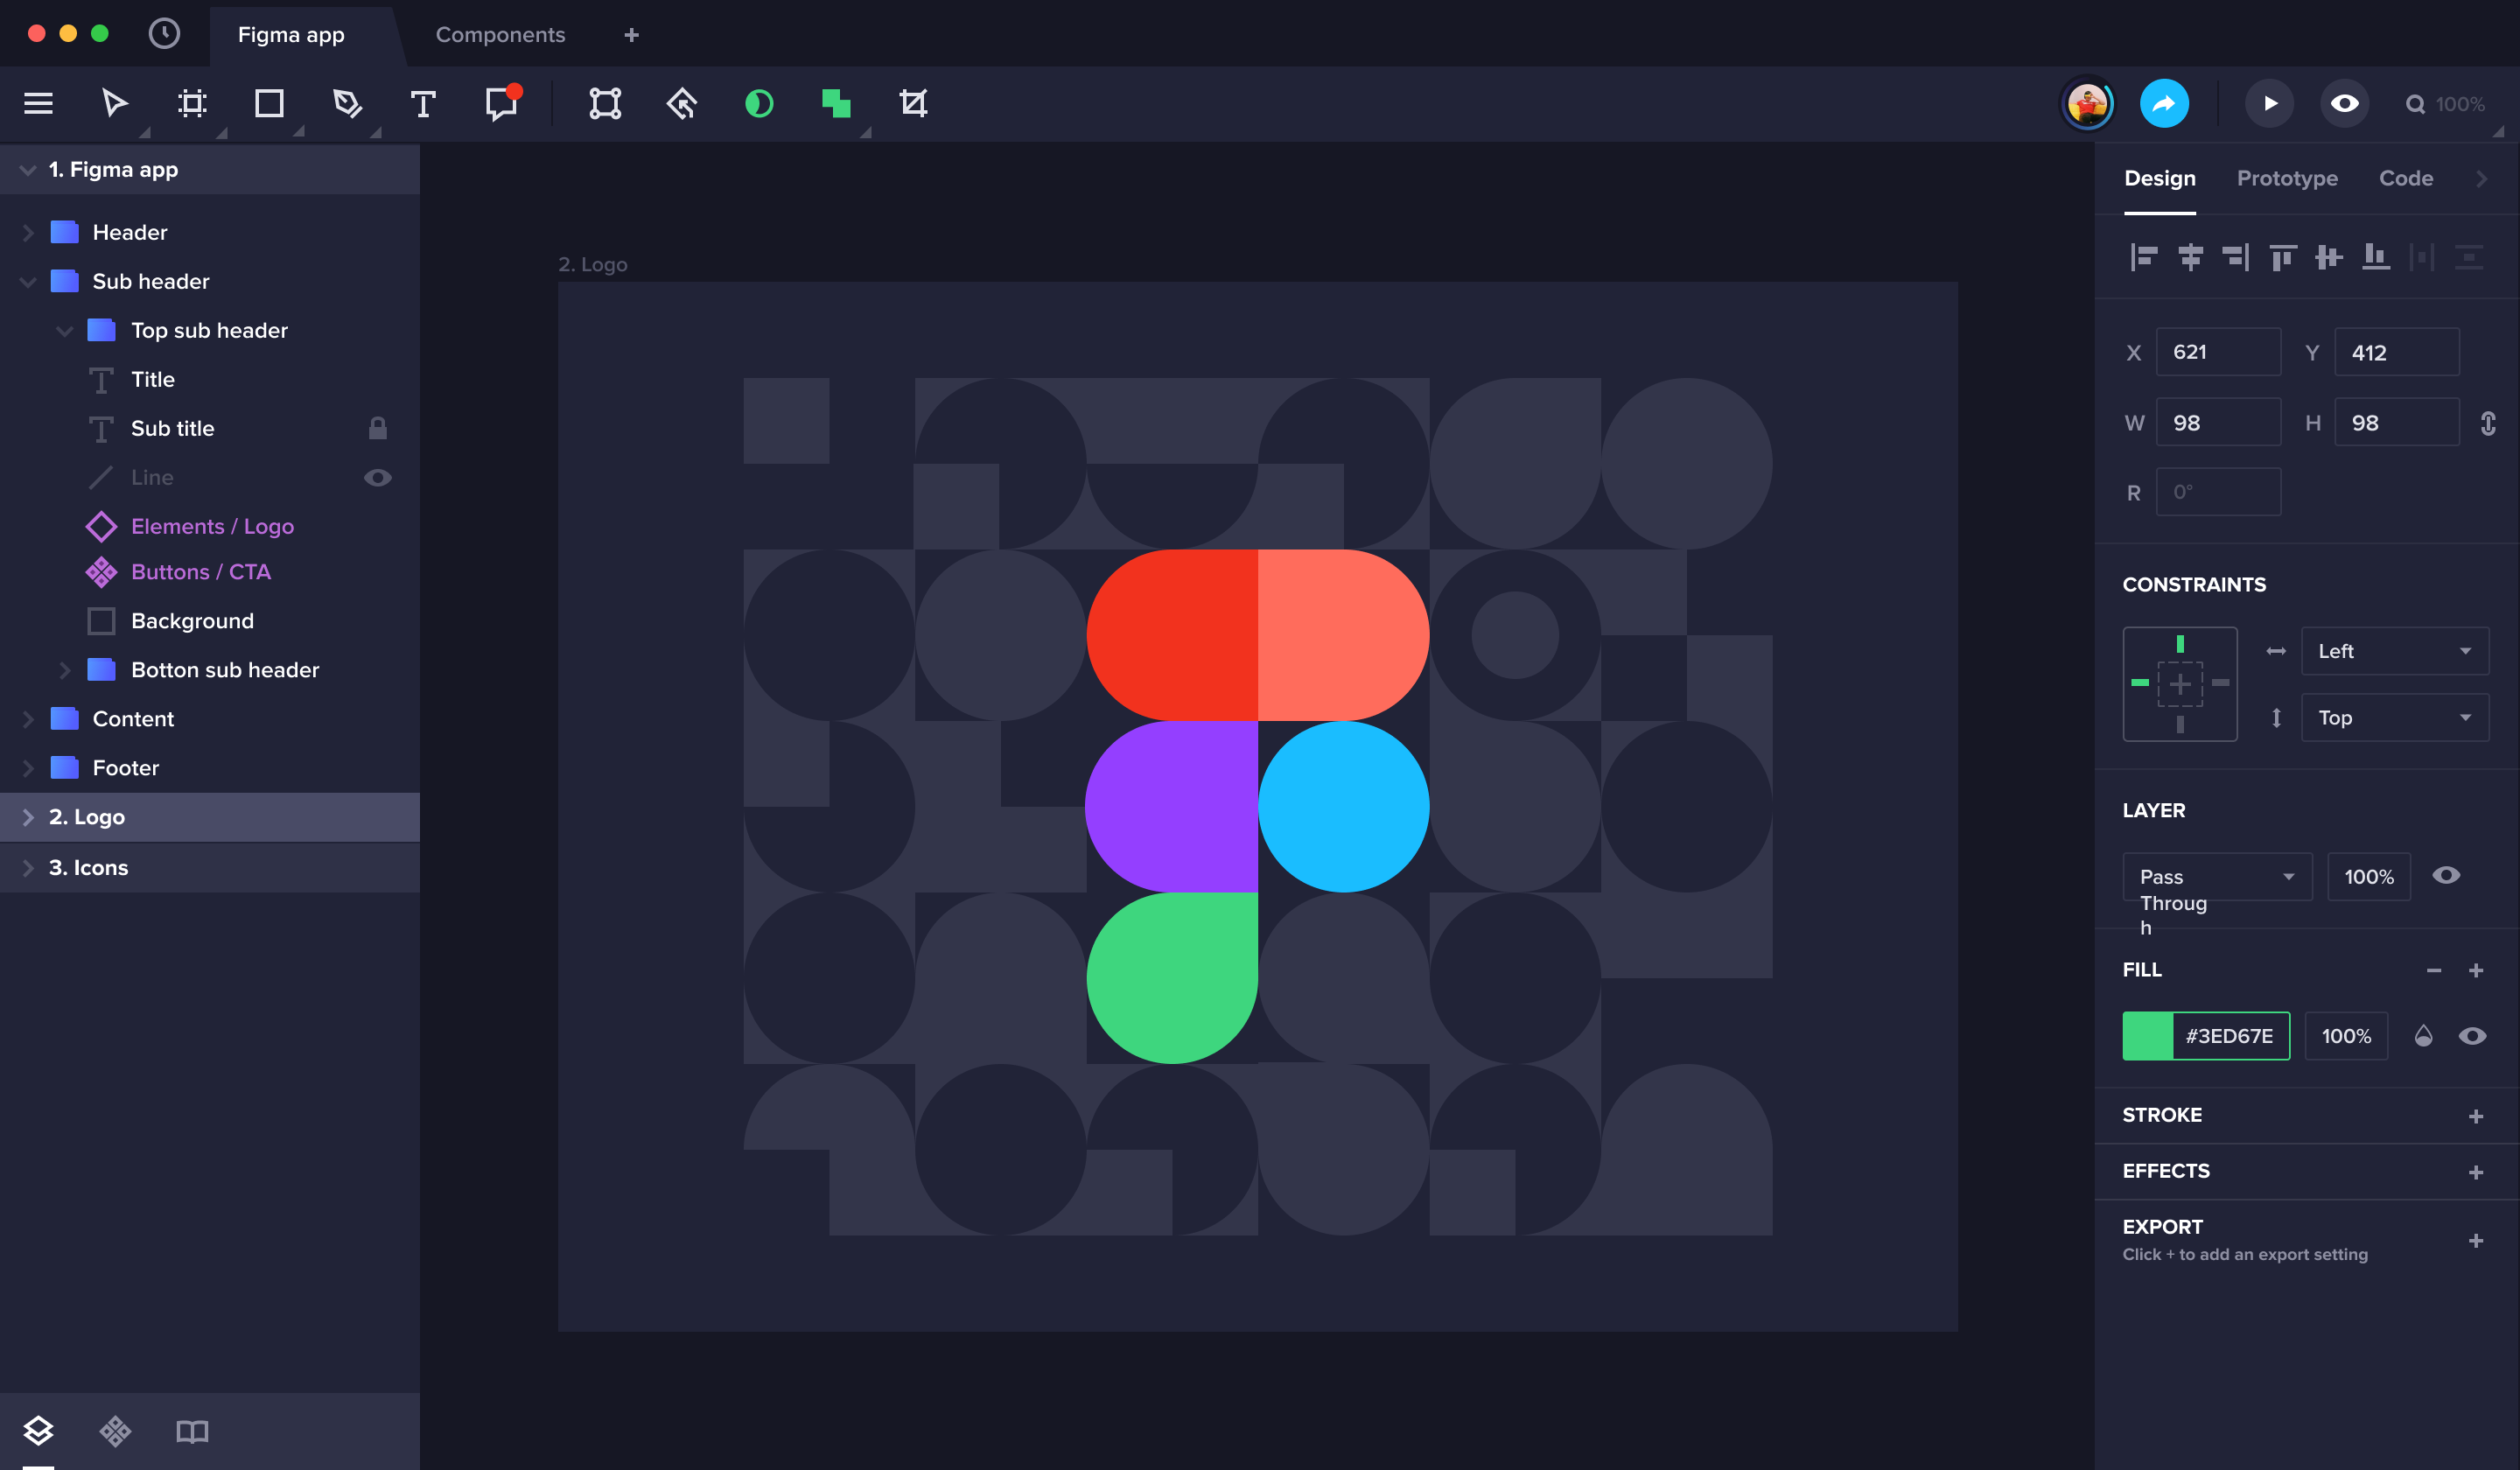 Figma app
Components
+
100%
1. Figma app
Header
Sub header
Top sub header
Title
Sub title
Line
Elements / Logo
Buttons / CTA
Background
Botton sub header
Content
Footer
2. Logo
3. Icons
2. Logo
Design Prototype Code
X 621 Y 412
W 98 H 98
R 0°
CONSTRAINTS
Left
Top
LAYER
Pass 100%
Throug
h
FILL
#3ED67E 100%
STROKE
EFFECTS
EXPORT
Click + to add an export setting